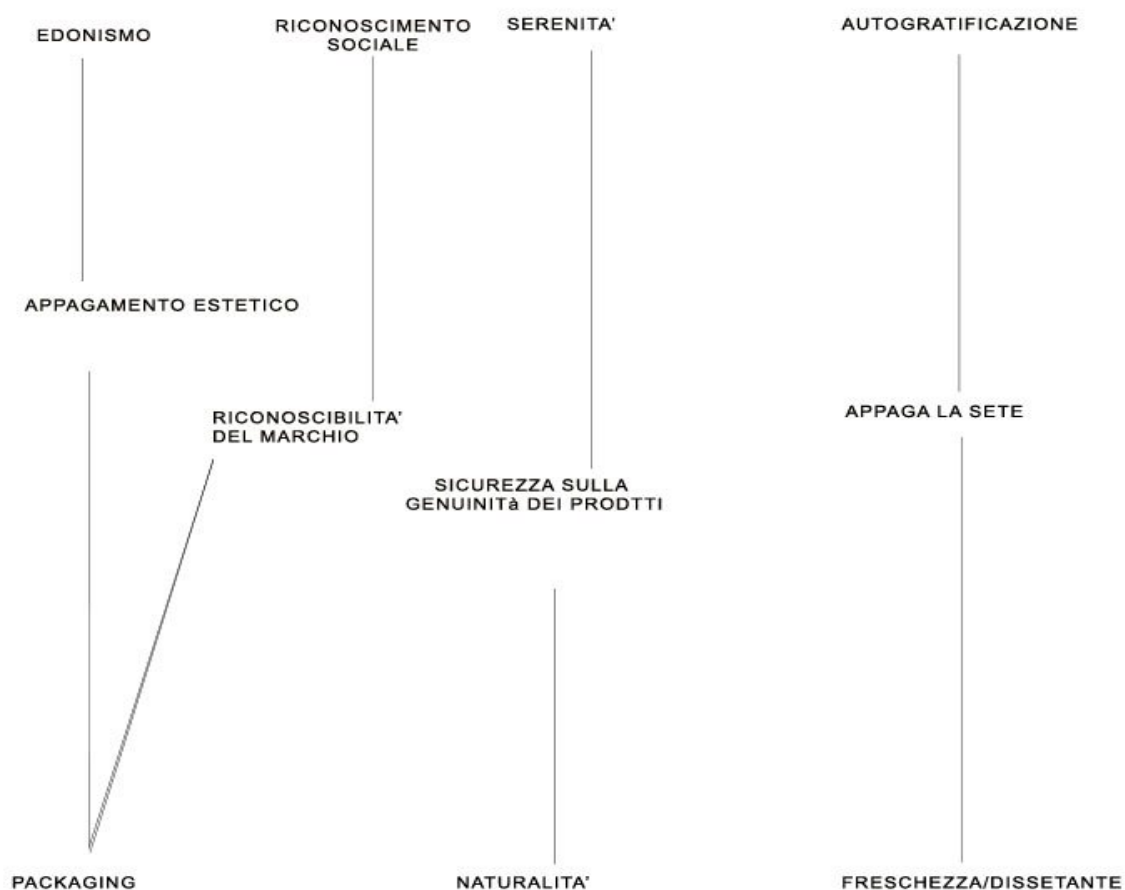 EDONISMO
RICONOSCIMENTO
SOCIALE
SERENITA'
AUTOGRATIFICAZIONE
APPAGAMENTO ESTETICO
RICONOSCIBILITA'
DEL MARCHIO
APPAGA LA SETE
SICUREZZA SULLA
GENUINITà DEI PRODTTI
PACKAGING
NATURALITA'
FRESCHEZZA/DISSETANTE